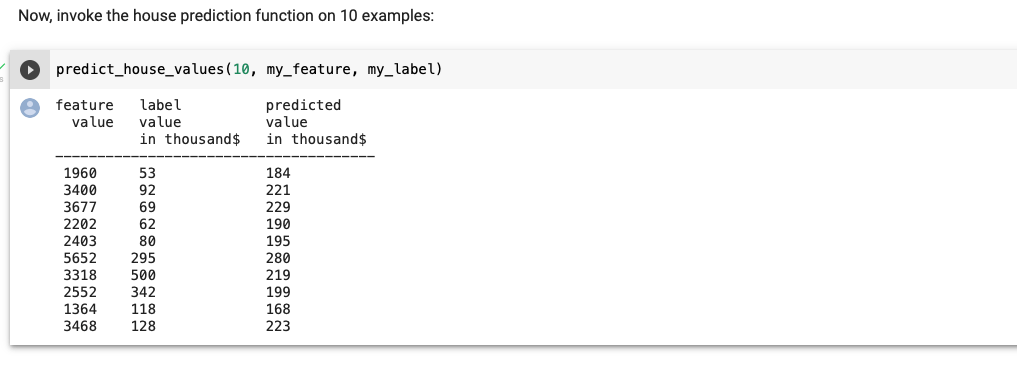 Now, invoke the house prediction function on 10 examples:
predict_house_values(10, my_feature, my_label)
feature label predicted
value value value
in thousand$ in thousand$
1960 53 184
3400 92 221
3677 69 229
2202 62 190
2403 80 195
5652 295 280
3318 500 219
2552 342 199
1364 118 168
3468 128 223